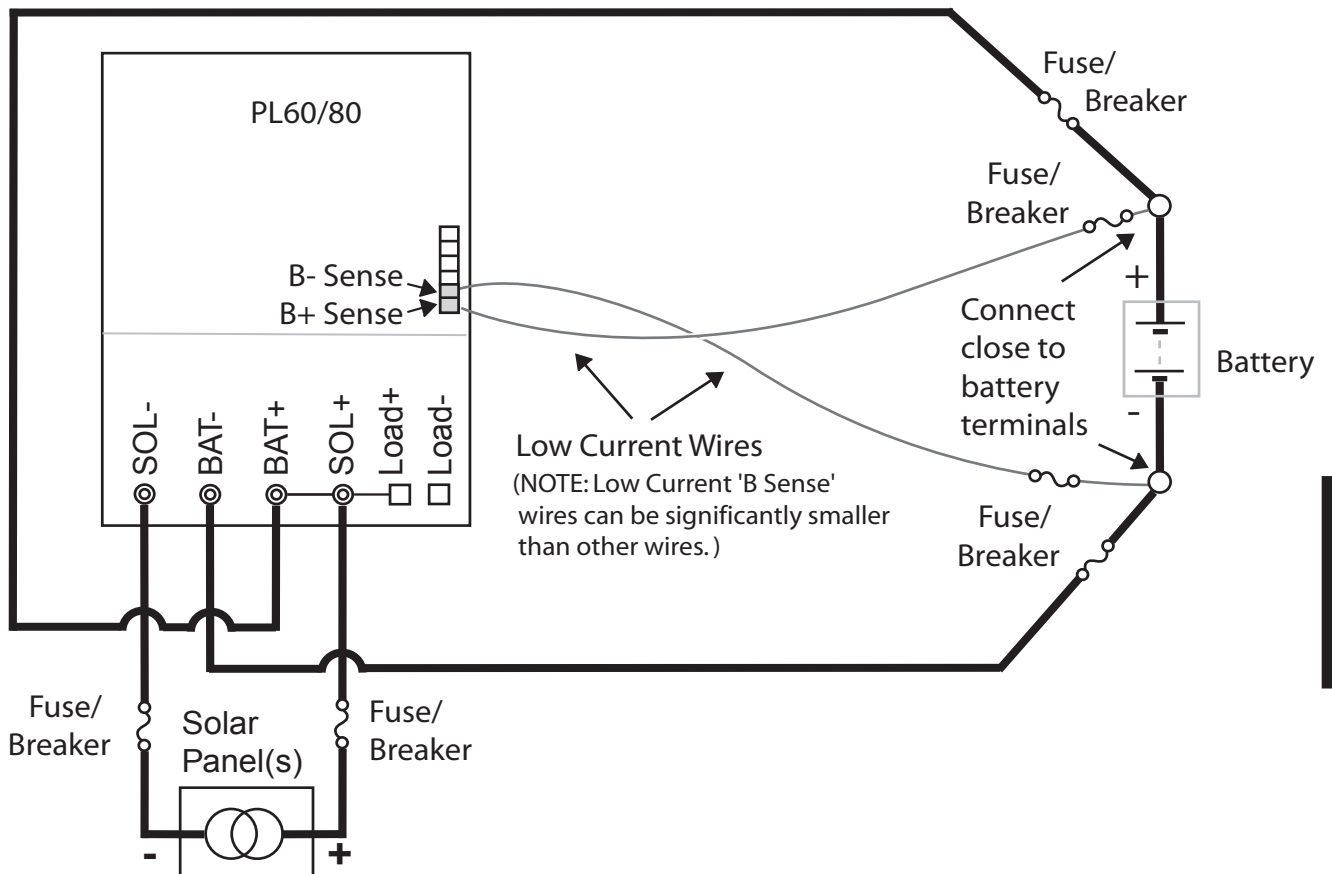 PL60/80
Fuse/
Breaker
Fuse/
Breaker
B- Sense
B+ Sense
+
Connect
close to
battery
terminals
Battery
-
SOL-
BAT-
BAT+
SOL+
Load+
Load-
Low Current Wires
(NOTE: Low Current 'B Sense'
wires can be significantly smaller
than other wires. )
Fuse/
Breaker
Fuse/
Breaker
Solar
Panel(s)
Fuse/
Breaker
-
+